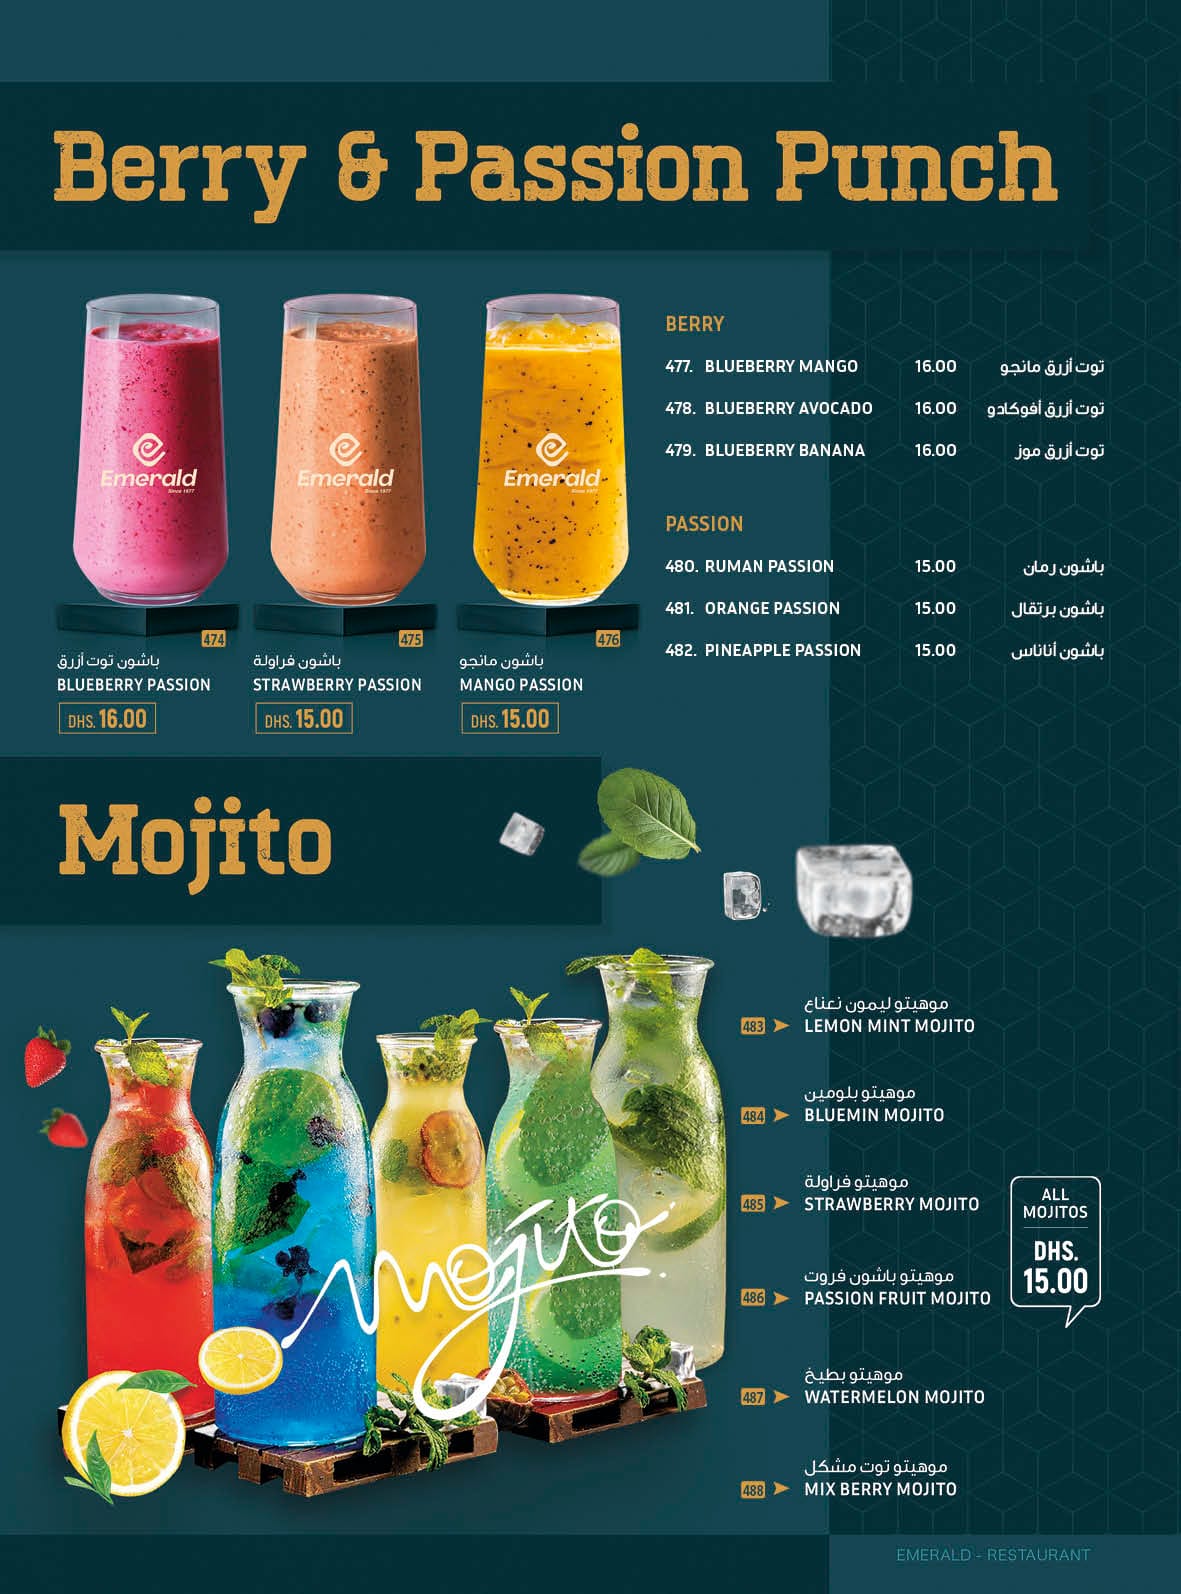 Berry & Passion Punch
Emerald
Since 1977
Emerald
Since 1977
Emerald
Since 1977
474
باشون توت أزرق
BLUEBERRY PASSION
DHS. 16.00
475
باشون فراولة
STRAWBERRY PASSION
DHS. 15.00
476
باشون مانجو
MANGO PASSION
DHS. 15.00
BERRY
477. BLUEBERRY MANGO 16.00 توت أزرق مانجو
478. BLUEBERRY AVOCADO 16.00 توت أزرق أفوكادو
479. BLUEBERRY BANANA 16.00 توت أزرق موز
PASSION
480. RUMAN PASSION 15.00 باشون رمان
481. ORANGE PASSION 15.00 باشون برتقال
482. PINEAPPLE PASSION 15.00 باشون أناناس
Mojito
mojito
موهيتو ليمون نعناع
483 LEMON MINT MOJITO
موهيتو بلومين
484 BLUEMIN MOJITO
موهيتو فراولة
485 STRAWBERRY MOJITO
موهيتو باشون فروت
486 PASSION FRUIT MOJITO
موهيتو بطيخ
487 WATERMELON MOJITO
موهيتو توت مشكل
488 MIX BERRY MOJITO
ALL
MOJITOS
DHS.
15.00
EMERALD - RESTAURANT